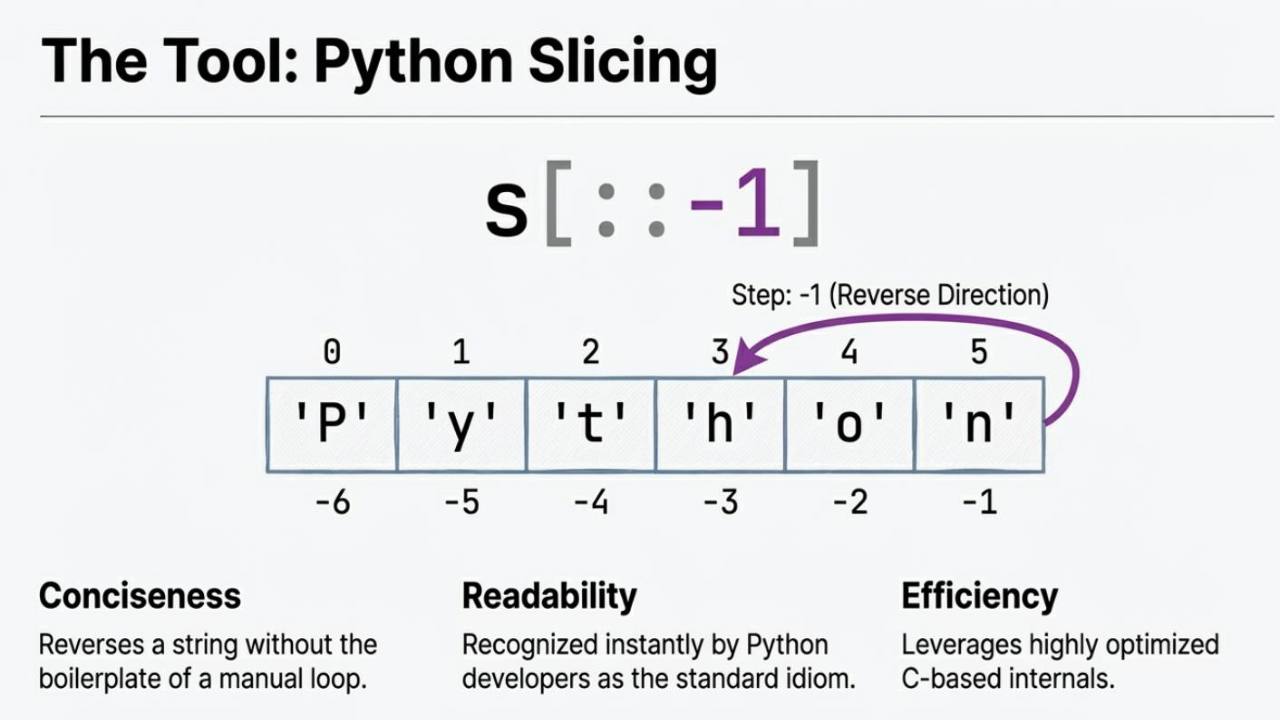 The Tool: Python Slicing
s[::-1]
Step: -1 (Reverse Direction)
0 1 2 3 4 5
'P' 'y' 't' 'h' 'o' 'n'
-6 -5 -4 -3 -2 -1
Conciseness
Reverses a string without the
boilerplate of a manual loop.
Readability
Recognized instantly by Python
developers as the standard idiom.
Efficiency
Leverages highly optimized
C-based internals.